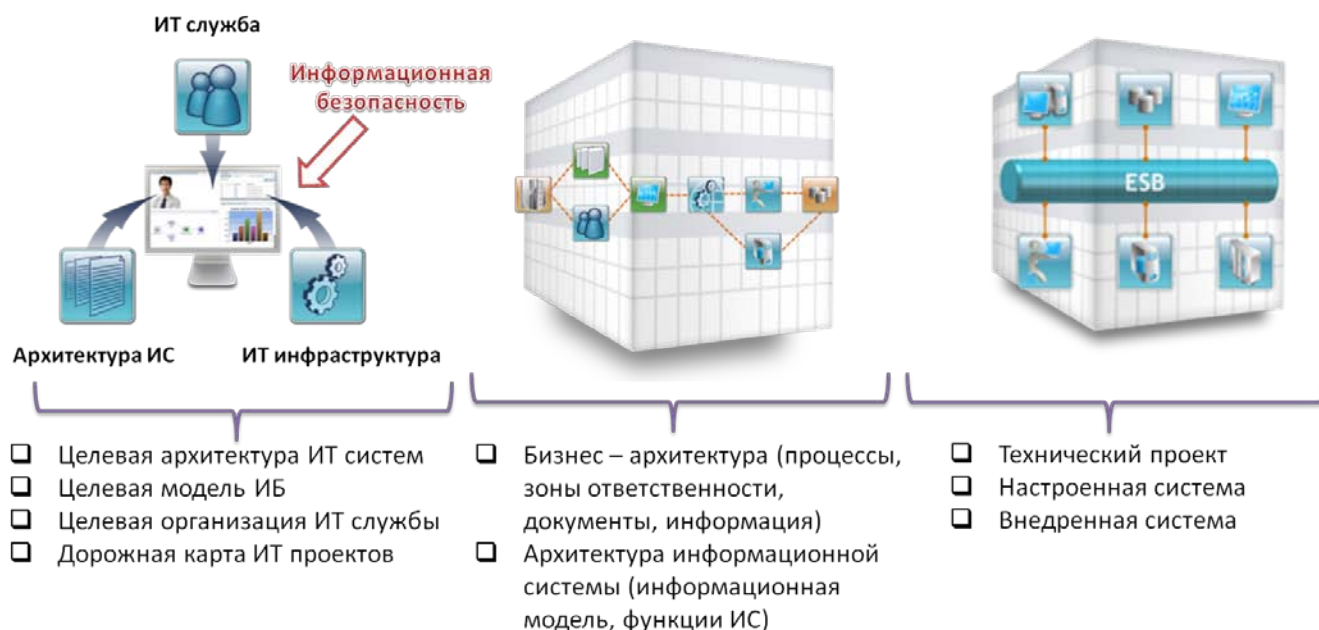 ИТ служба
Информационная
безопасность
Архитектура ИС
ИТ инфраструктура
ESB
Целевая архитектура ИТ систем
Целевая модель ИБ
Целевая организация ИТ службы
Дорожная карта ИТ проектов
Бизнес – архитектура (процессы,
зоны ответственности,
документы, информация)
Архитектура информационной
системы (информационная
модель, функции ИС)
Технический проект
Настроенная система
Внедренная система